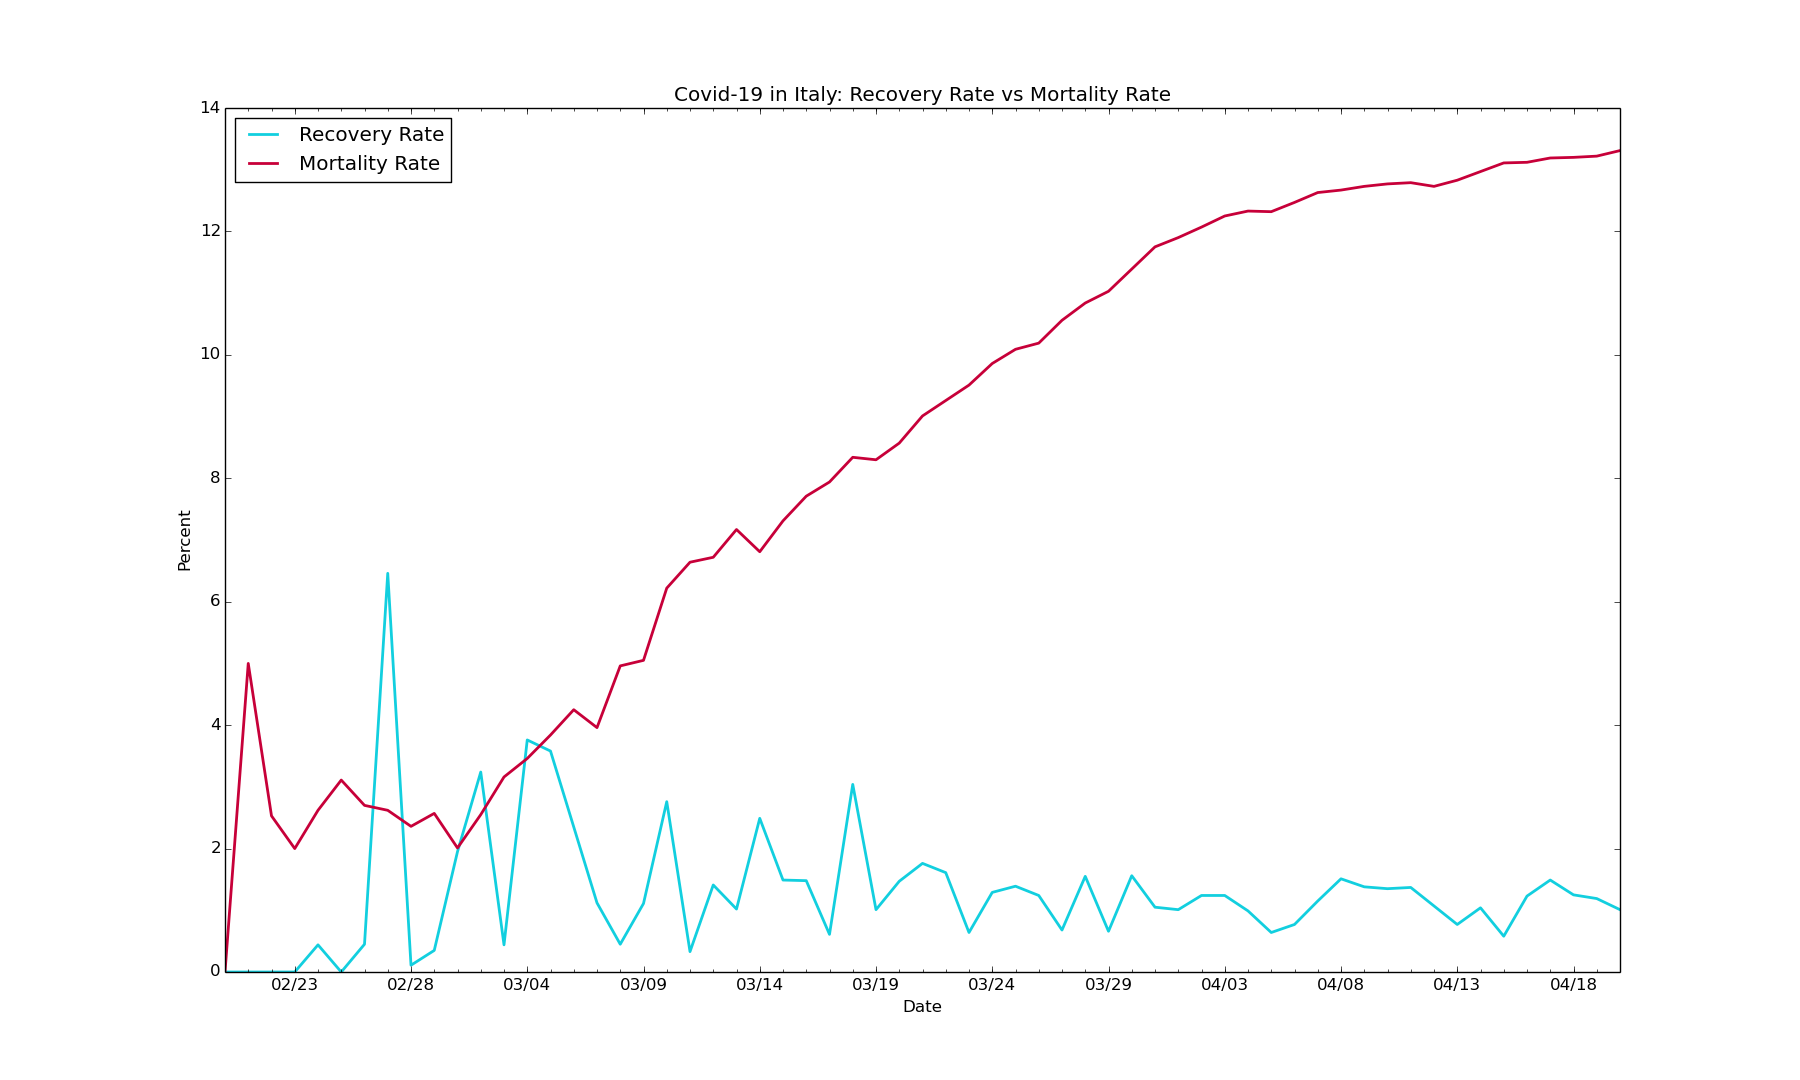 Covid-19 in Italy: Recovery Rate vs Mortality Rate
Recovery Rate
Mortality Rate
14
12
10
8
6
4
2
0
Percent
02/23 02/28 03/04 03/09 03/14 03/19 03/24 03/29 04/03 04/08 04/13 04/18
Date